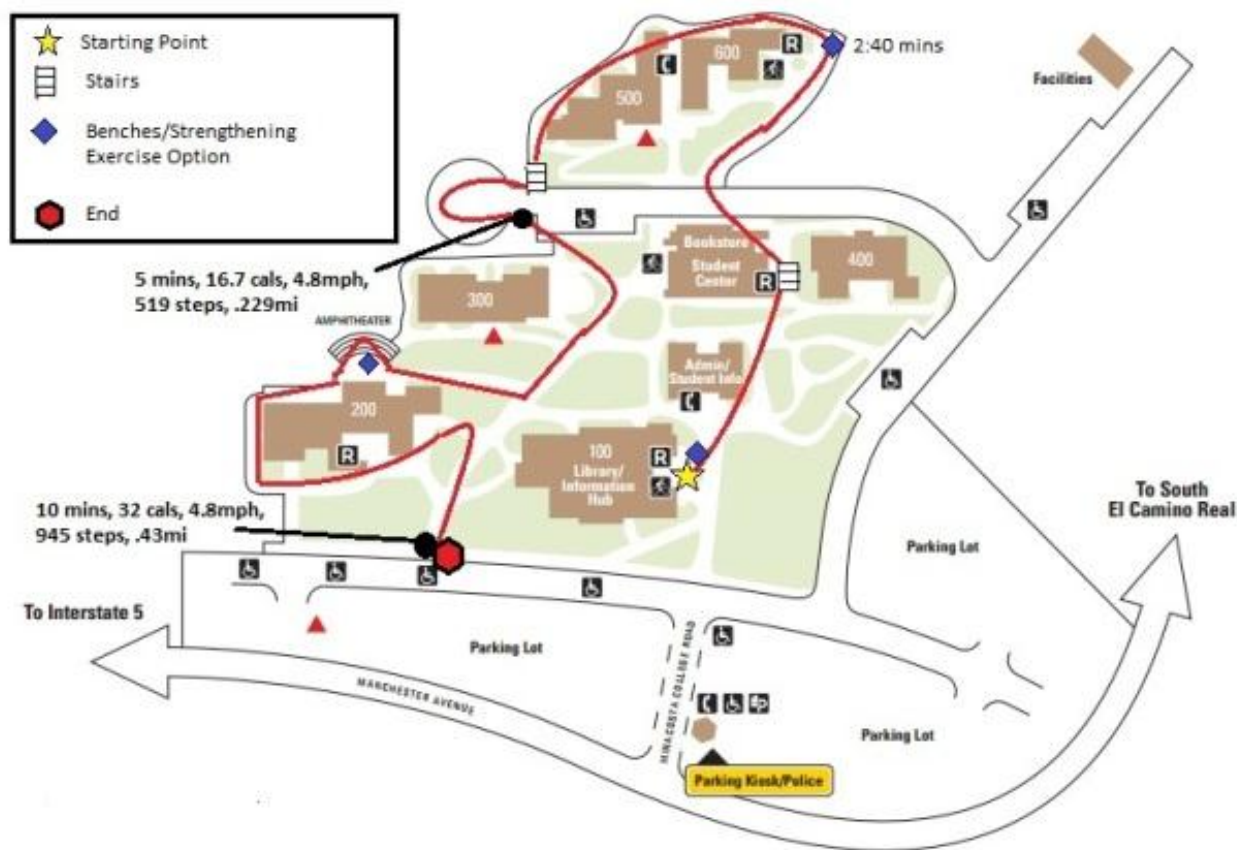 Starting Point
Stairs
Benches/Strengthening
Exercise Option
End
2:40 mins
Facilities
600
R
500
5 mins, 16.7 cals, 4.8mph,
519 steps, .229mi
Bookstore
Student
Center
R
400
300
AMPHITHEATER
Admin/
Student Info
200
R
100
Library/
Information
Hub
R
10 mins, 32 cals, 4.8mph,
945 steps, .43mi
To South
El Camino Real
Parking Lot
To Interstate 5
Parking Lot
MANCHESTER AVENUE
MIRACOSTA COLLEGE ROAD
Parking Lot
Parking Kiosk/Police